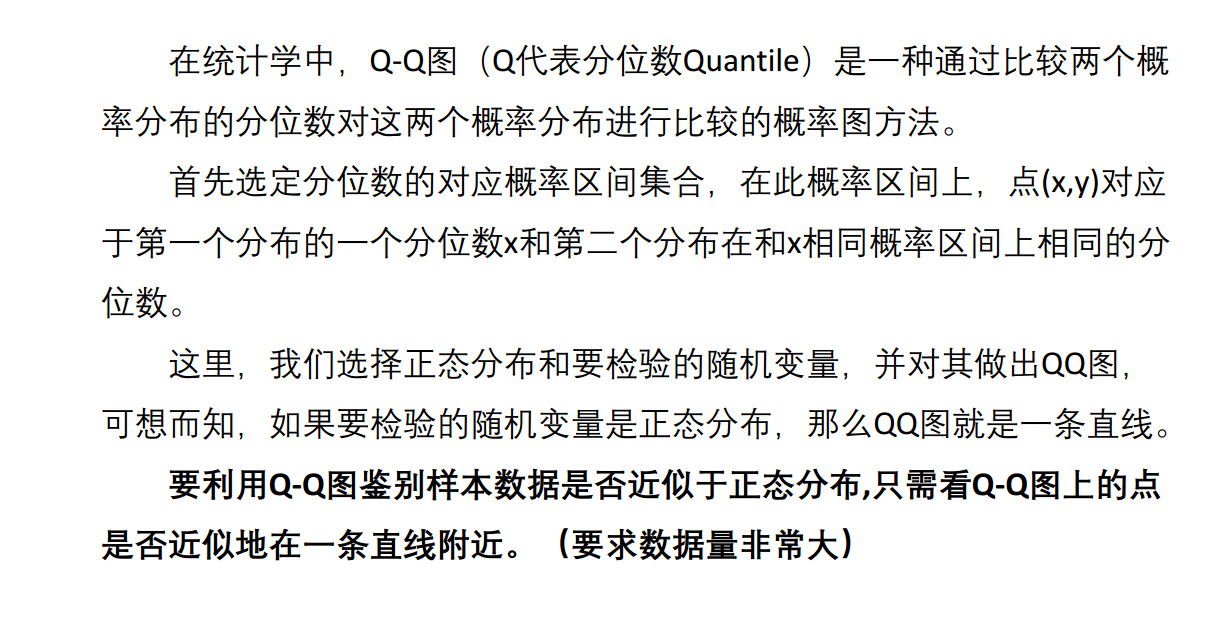 在统计学中，Q-Q图（Q代表分位数Quantile）是一种通过比较两个概
率分布的分位数对这两个概率分布进行比较的概率图方法。
首先选定分位数的对应概率区间集合，在此概率区间上，点(x,y)对应
于第一个分布的一个分位数x和第二个分布在和x相同概率区间上相同的分
位数。
这里，我们选择正态分布和要检验的随机变量，并对其做出QQ图，
可想而知，如果要检验的随机变量是正态分布，那么QQ图就是一条直线。
要利用Q-Q图鉴别样本数据是否近似于正态分布,只需看Q-Q图上的点
是否近似地在一条直线附近。（要求数据量非常大）